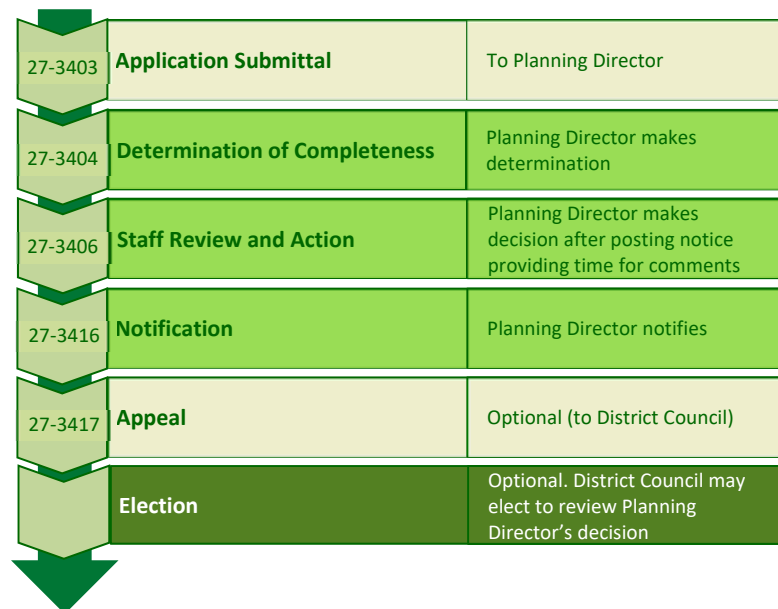 27-3403
Application Submittal
To Planning Director
27-3404
Determination of Completeness
Planning Director makes
determination
27-3406
Staff Review and Action
Planning Director makes
decision after posting notice
providing time for comments
27-3416
Notification
Planning Director notifies
27-3417
Appeal
Optional (to District Council)
Election
Optional. District Council may
elect to review Planning
Director’s decision